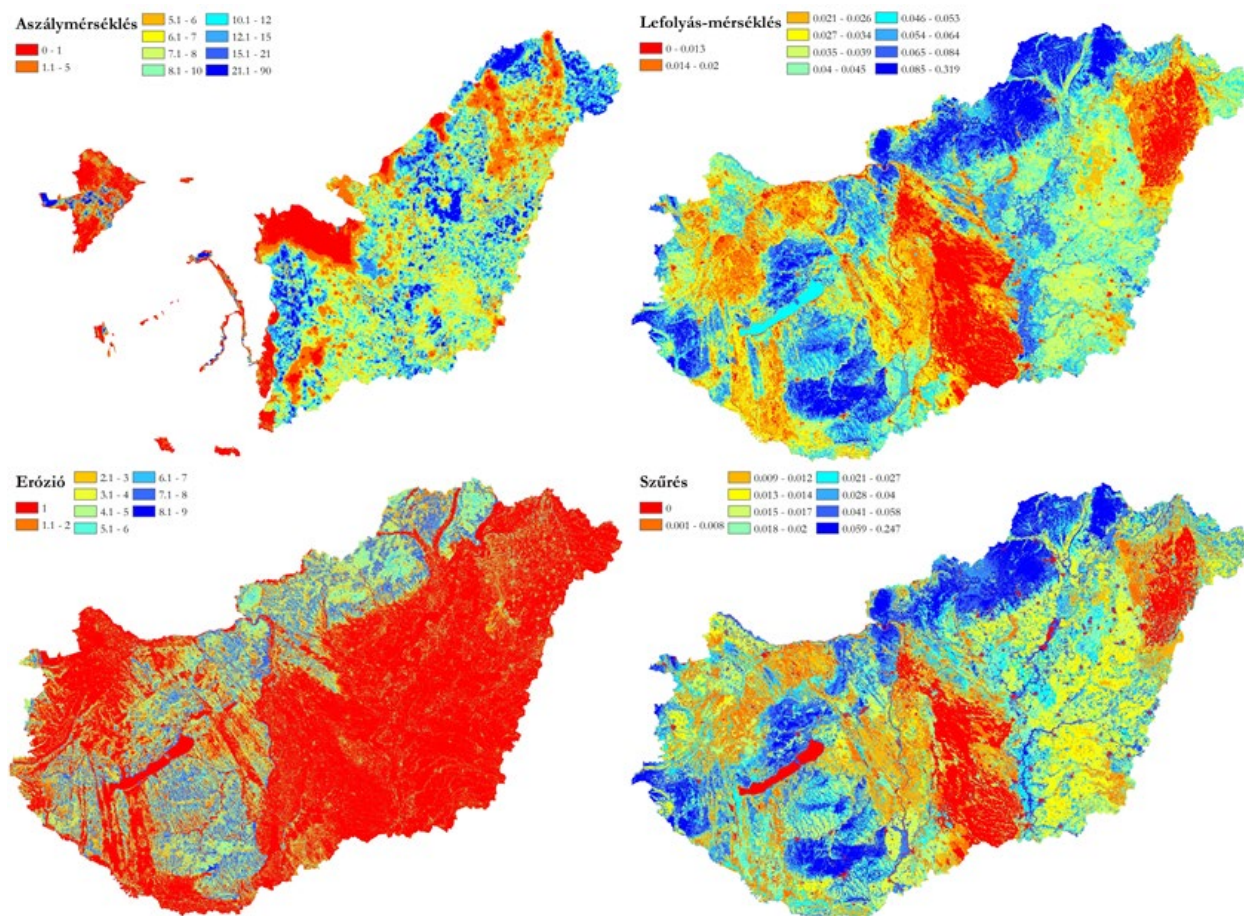 Aszálymérséklés
0 - 1
1.1 - 5
5.1 - 6
6.1 - 7
7.1 - 8
8.1 - 10
10.1 - 12
12.1 - 15
15.1 - 21
21.1 - 90
Lefolyás-mérséklés
0 - 0.013
0.014 - 0.02
0.021 - 0.026
0.027 - 0.034
0.035 - 0.039
0.04 - 0.045
0.046 - 0.053
0.054 - 0.064
0.065 - 0.084
0.085 - 0.319
Erózió
1
1.1 - 2
2.1 - 3
3.1 - 4
4.1 - 5
5.1 - 6
6.1 - 7
7.1 - 8
8.1 - 9
Szűrés
0
0.001 - 0.008
0.009 - 0.012
0.013 - 0.014
0.015 - 0.017
0.018 - 0.02
0.021 - 0.027
0.028 - 0.04
0.041 - 0.058
0.059 - 0.247